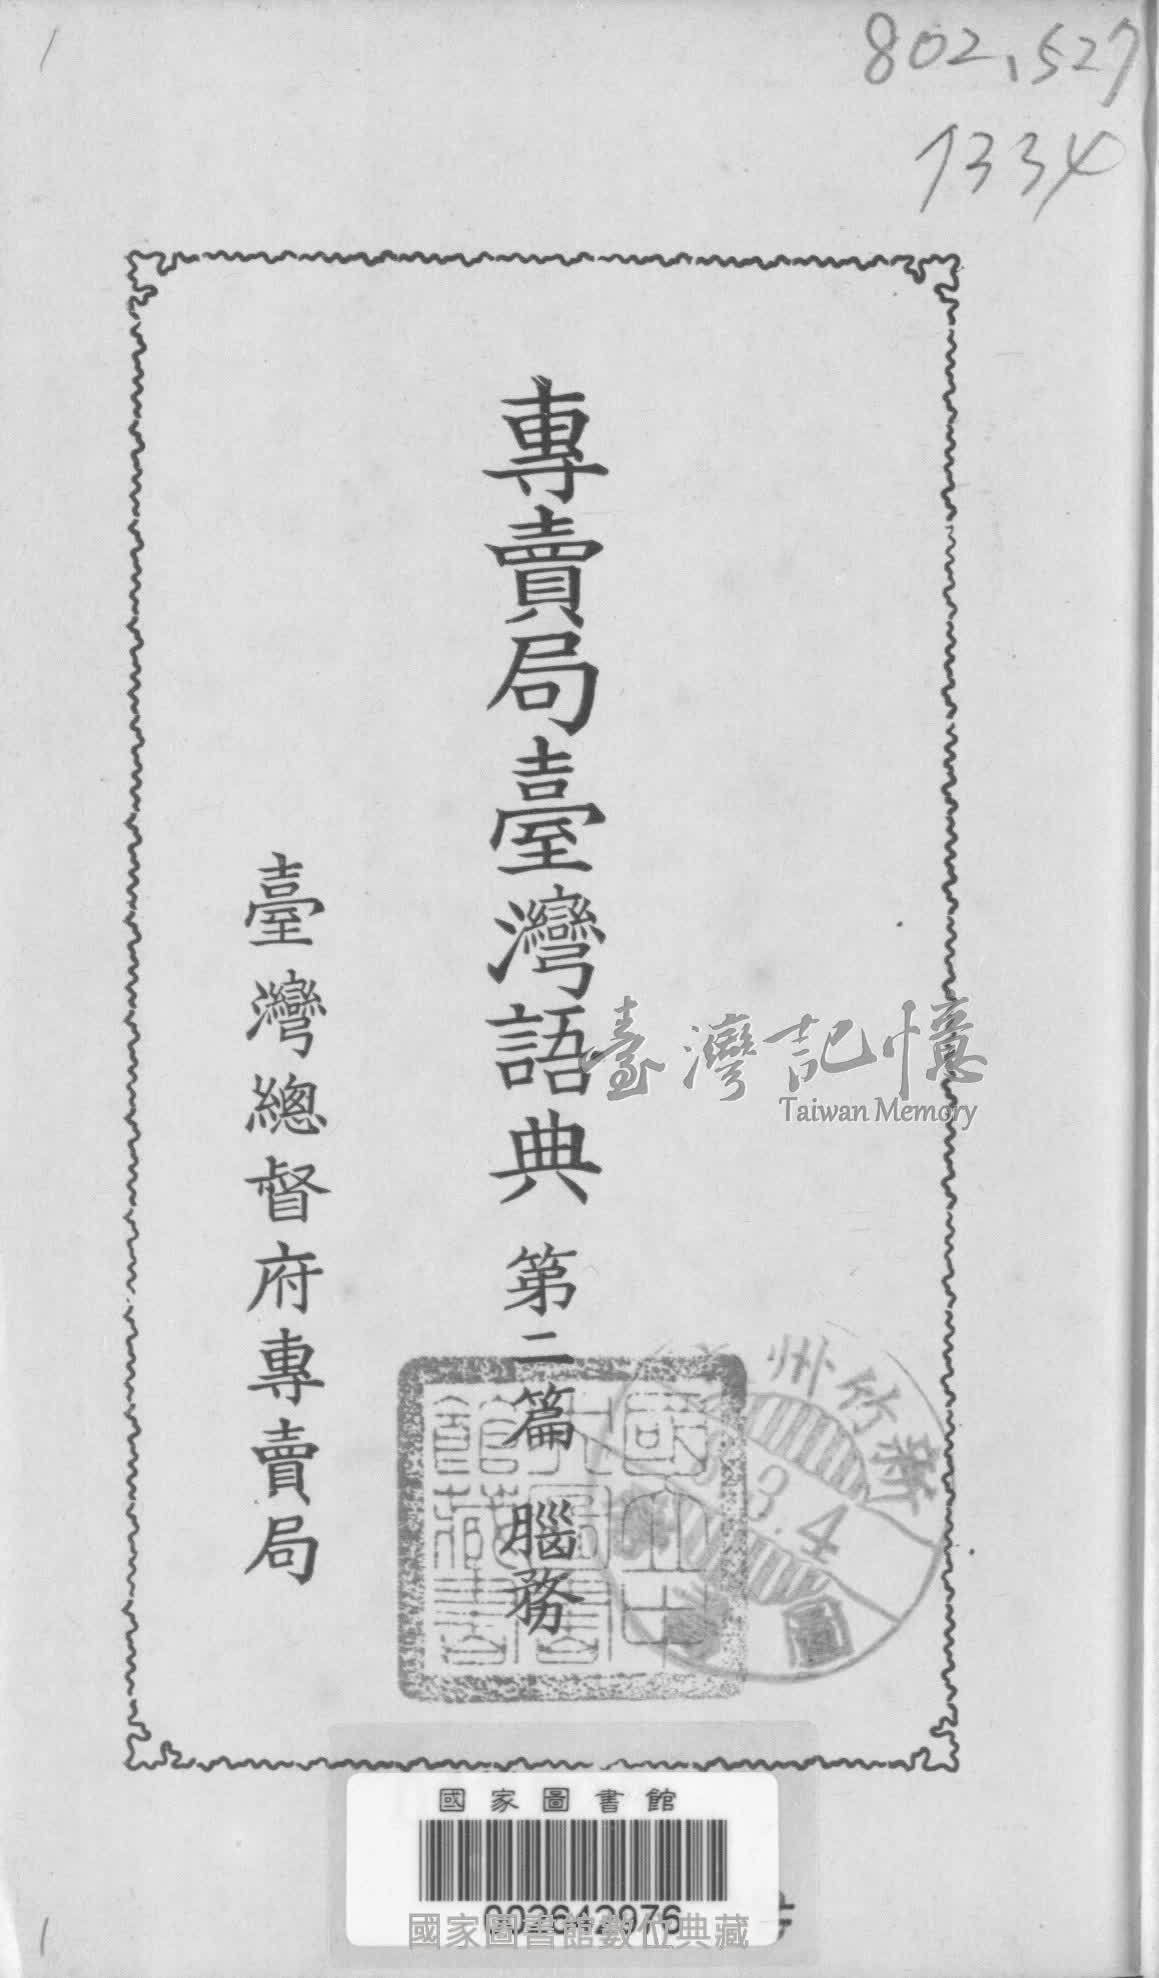 802.527
7334
專賣局臺灣語典 第二篇 腦務
臺灣總督府專賣局
臺灣記憶
Taiwan Memory
國立中央圖書館藏書
新竹州
3.4
圖
國家圖書館
002642976
國家圖書館數位典藏